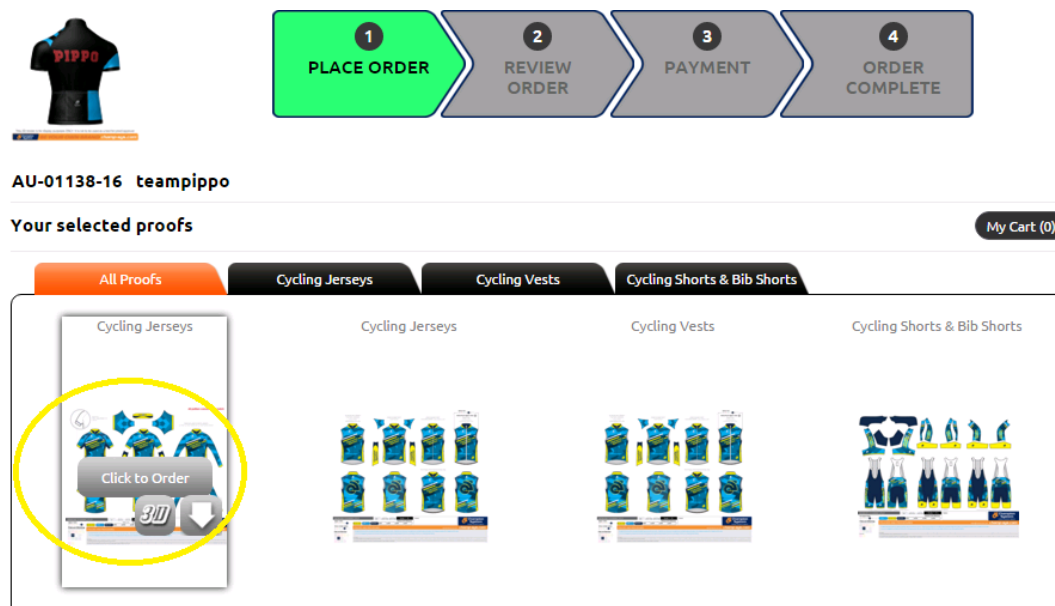 PIPPO
1
PLACE ORDER
2
REVIEW
ORDER
3
PAYMENT
4
ORDER
COMPLETE
AU-01138-16 teampippo
Your selected proofs
My Cart (0)
All Proofs
Cycling Jerseys
Cycling Vests
Cycling Shorts & Bib Shorts
Cycling Jerseys
Cycling Jerseys
Cycling Vests
Cycling Shorts & Bib Shorts
Click to Order
3D